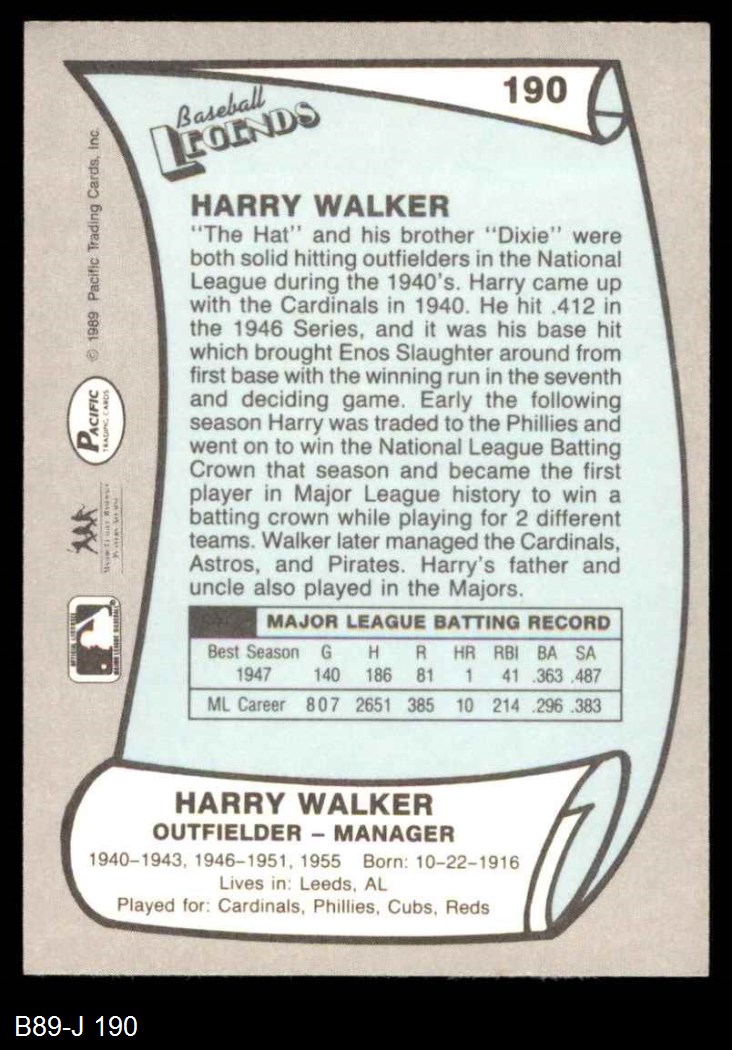 190
Baseball
LEGENDS
HARRY WALKER
"The Hat" and his brother "Dixie" were
both solid hitting outfielders in the National
League during the 1940's. Harry came up
with the Cardinals in 1940. He hit .412 in
the 1946 Series, and it was his base hit
which brought Enos Slaughter around from
first base with the winning run in the seventh
and deciding game. Early the following
season Harry was traded to the Phillies and
went on to win the National League Batting
Crown that season and became the first
player in Major League history to win a
batting crown while playing for 2 different
teams. Walker later managed the Cardinals,
Astros, and Pirates. Harry's father and
uncle also played in the Majors.
MAJOR LEAGUE BATTING RECORD
Best Season G H R HR RBI BA SA
1947 140 186 81 1 41 .363 .487
ML Career 807 2651 385 10 214 .296 .383
HARRY WALKER
OUTFIELDER – MANAGER
1940–1943, 1946–1951, 1955 Born: 10–22–1916
Lives in: Leeds, AL
Played for: Cardinals, Phillies, Cubs, Reds
© 1989 Pacific Trading Cards, Inc.
PACIFIC
TRADING CARDS
B89-J 190